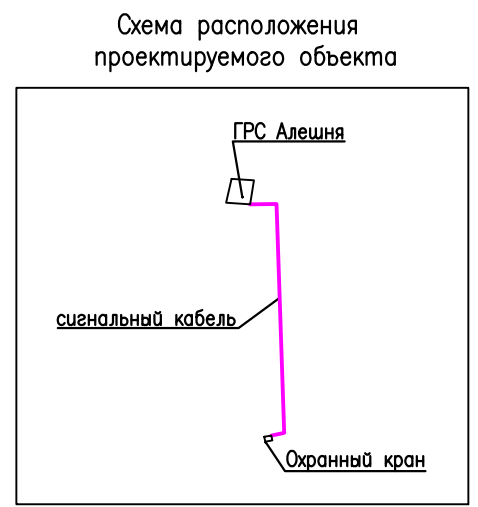 Схема расположения
проектируемого объекта
ГРС Алешня
сигнальный кабель
Охранный кран